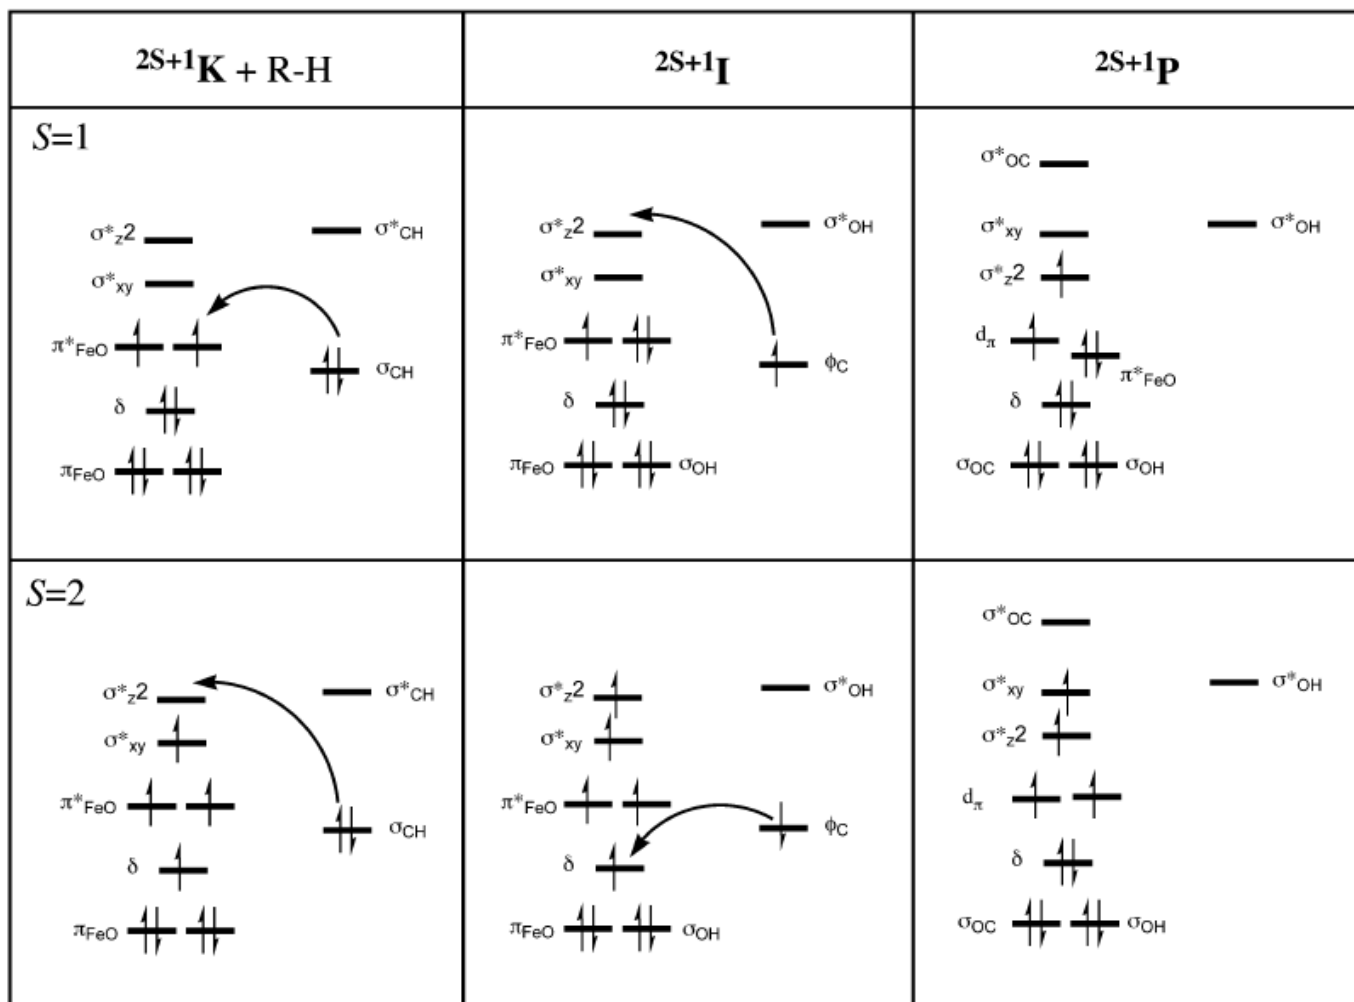 2S+1K + R-H
2S+1I
2S+1P
S=1
σ*z2
σ*xy
π*FeO
δ
πFeO
σ*CH
σCH
σ*z2
σ*xy
π*FeO
δ
πFeO
σOH
σ*OH
ϕC
σ*OC
σ*xy
σ*z2
dπ
π*FeO
δ
σOC
σOH
σ*OH
S=2
σ*z2
σ*xy
π*FeO
δ
πFeO
σ*CH
σCH
σ*z2
σ*xy
π*FeO
δ
πFeO
σOH
σ*OH
ϕC
σ*OC
σ*xy
σ*z2
dπ
δ
σOC
σOH
σ*OH